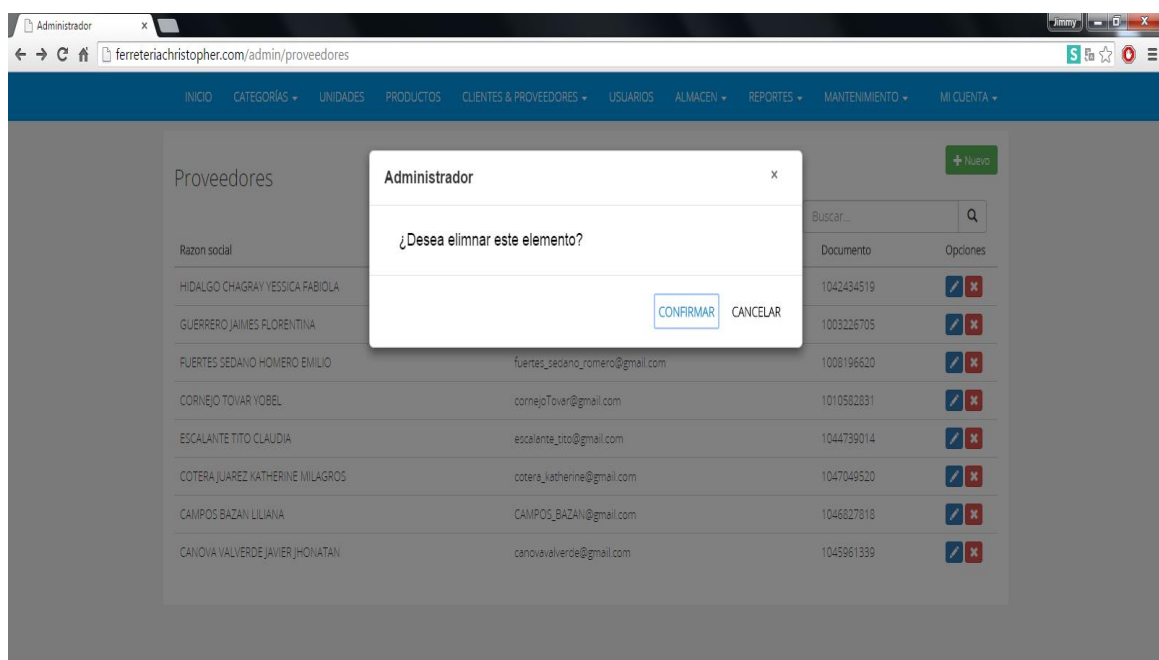 Administrador x
Jimmy
ferreteriachristopher.com/admin/proveedores
INICIO CATEGORÍAS UNIDADES PRODUCTOS CLIENTES & PROVEEDORES USUARIOS ALMACEN REPORTES MANTENIMIENTO MI CUENTA
Nuevo
Proveedores
Administrador x
Buscar...
¿Desea elimnar este elemento?
Razon social Documento Opciones
HIDALGO CHAGRAY YESSICA FABIOLA 1042434519
CONFIRMAR CANCELAR
GUERRERO JAIMES FLORENTINA 1003226705
FUERTES SEDANO HOMERO EMILIO fuertes_sedano_romero@gmail.com 1008196620
CORNEJO TOVAR YOBEL cornejoTovar@gmail.com 1010582831
ESCALANTE TITO CLAUDIA escalante_tito@gmail.com 1044739014
COTERA JUAREZ KATHERINE MILAGROS cotera_katherine@gmail.com 1047049520
CAMPOS BAZAN LILIANA CAMPOS_BAZAN@gmail.com 1046827818
CANOVA VALVERDE JAVIER JHONATAN canovavalverde@gmail.com 1045961339